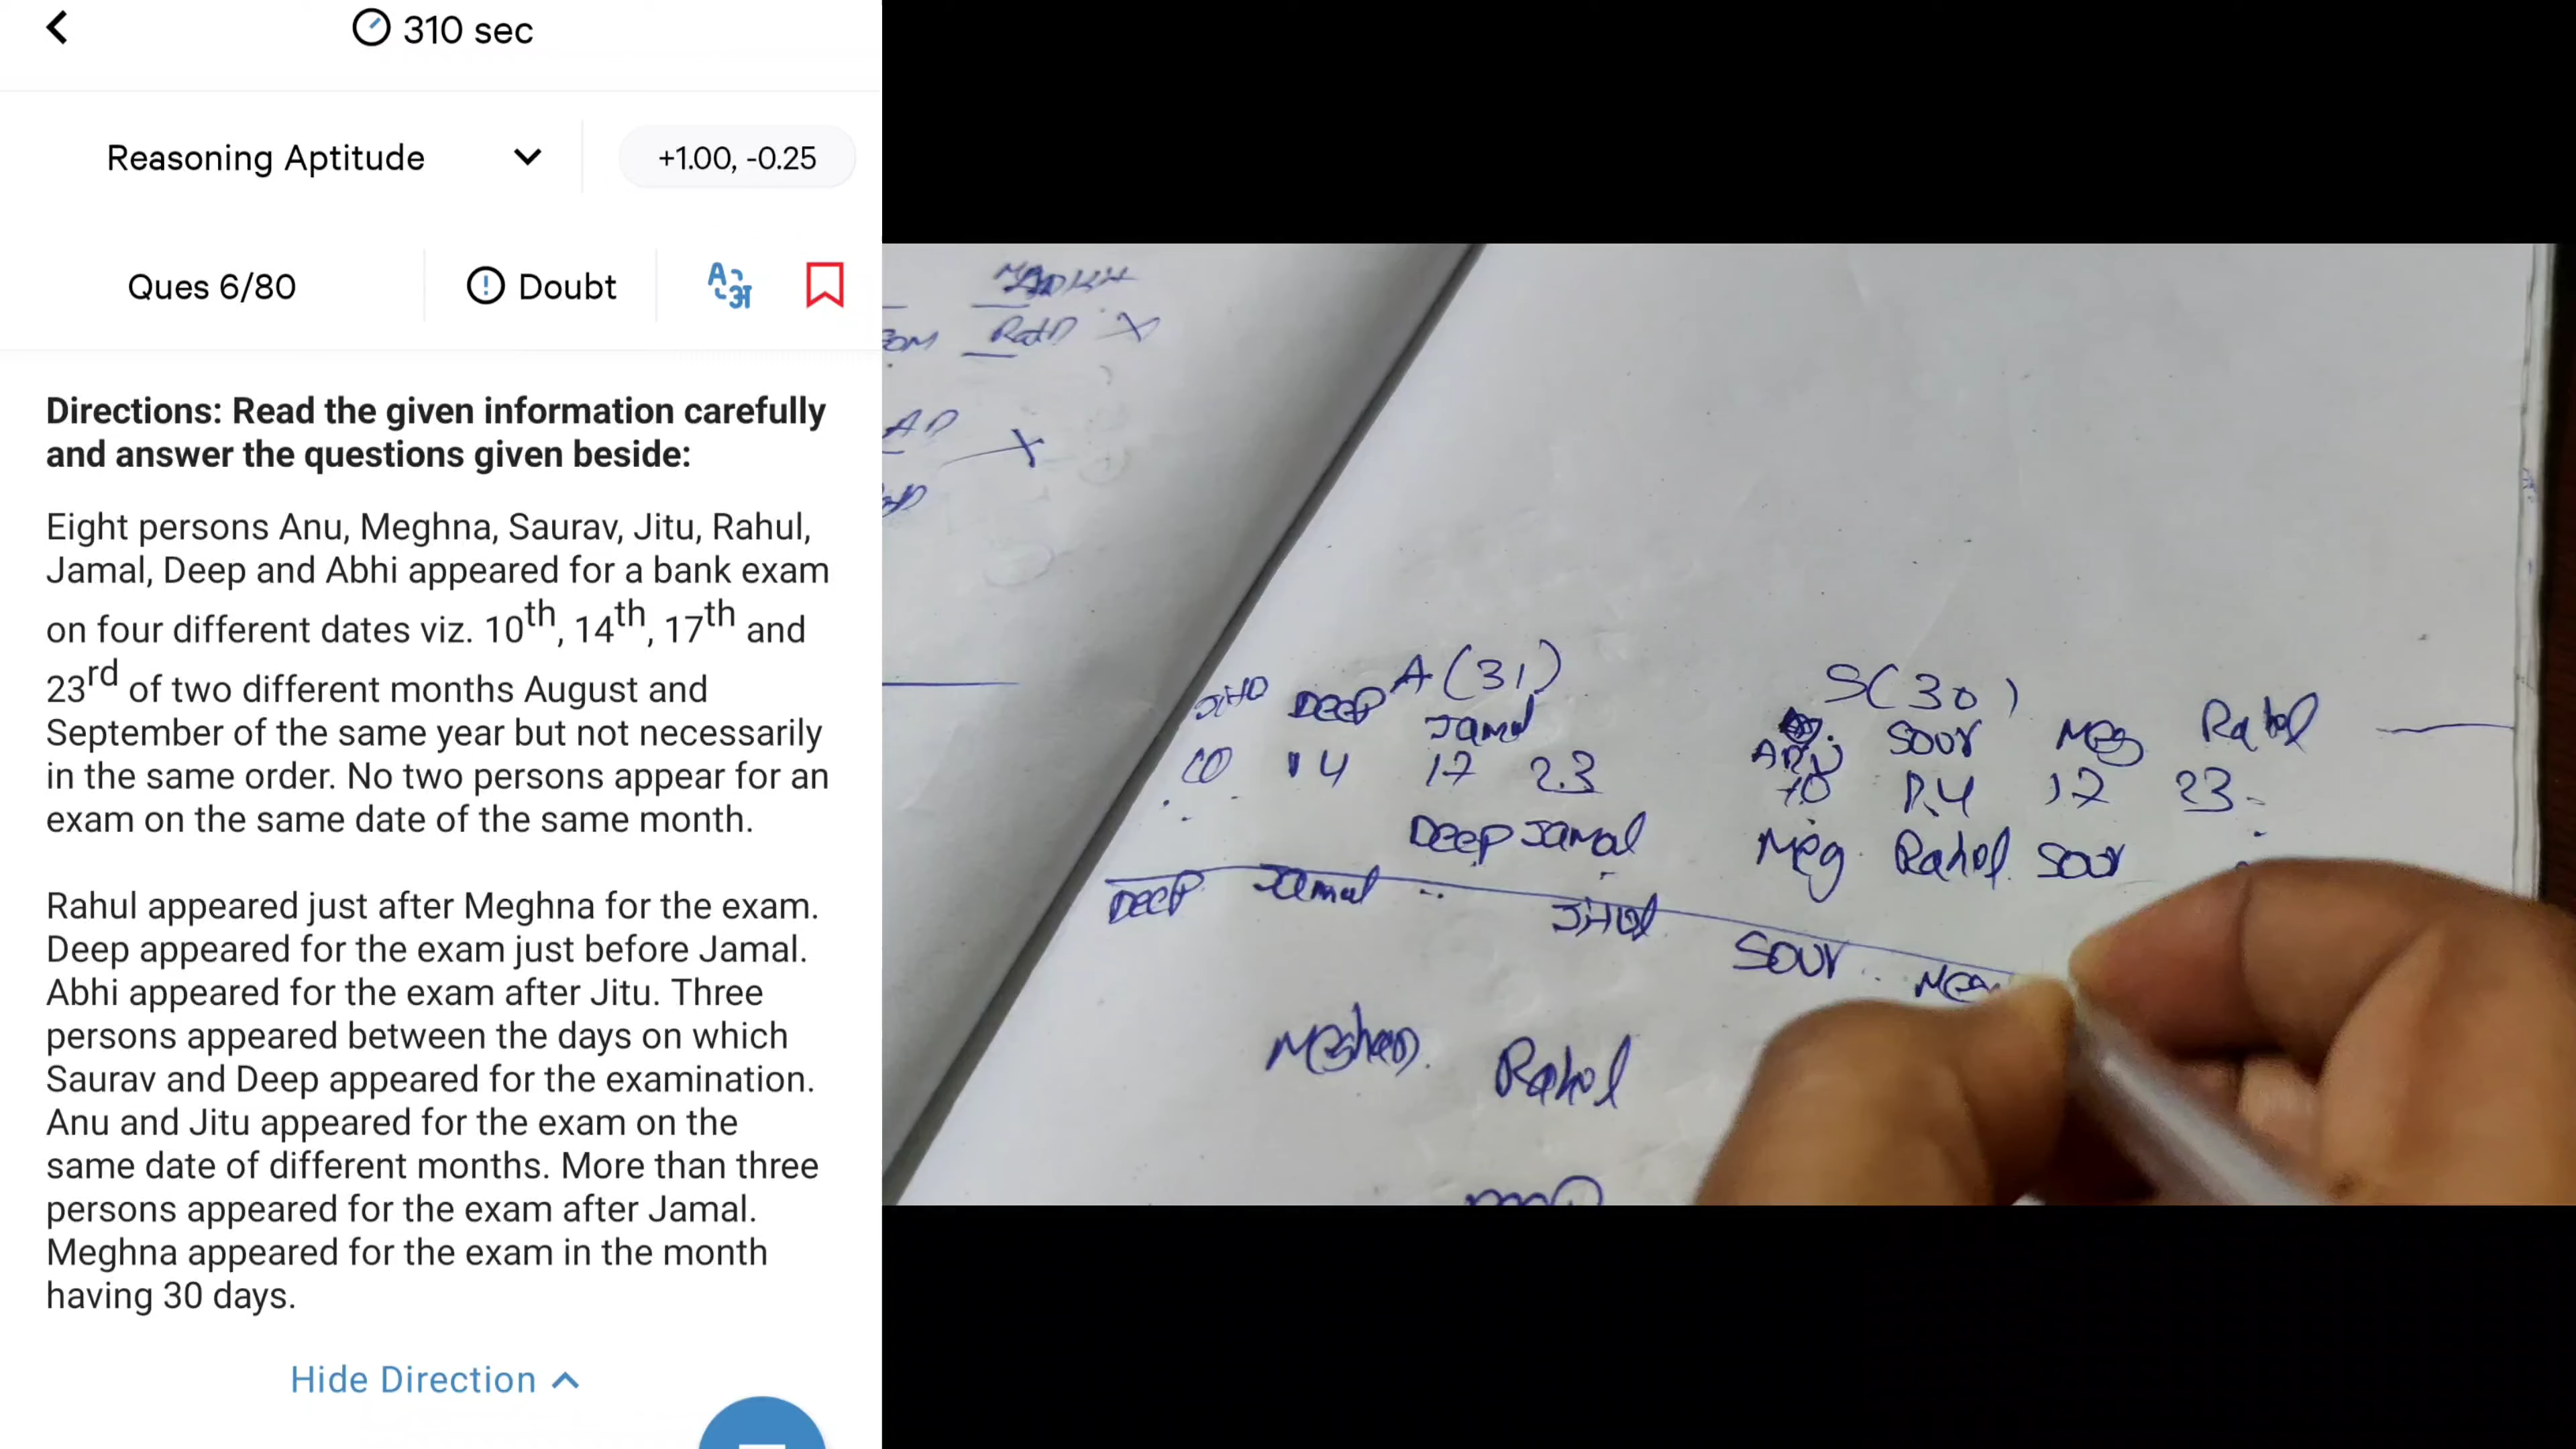 310 sec
Reasoning Aptitude
+1.00, -0.25
Ques 6/80
Doubt
Directions: Read the given information carefully
and answer the questions given beside:
Eight persons Anu, Meghna, Saurav, Jitu, Rahul,
Jamal, Deep and Abhi appeared for a bank exam
on four different dates viz. 10th, 14th, 17th and
23rd of two different months August and
September of the same year but not necessarily
in the same order. No two persons appear for an
exam on the same date of the same month.
Rahul appeared just after Meghna for the exam.
Deep appeared for the exam just before Jamal.
Abhi appeared for the exam after Jitu. Three
persons appeared between the days on which
Saurav and Deep appeared for the examination.
Anu and Jitu appeared for the exam on the
same date of different months. More than three
persons appeared for the exam after Jamal.
Meghna appeared for the exam in the month
having 30 days.
Hide Direction
A(31) S(30)
DEEP Jamal Sour Meg Rahol
10 14 17 23 10 14 17 23
DEEP Jamal Meg Rahol Sour
DEEP Jamal
Sour
Rahol